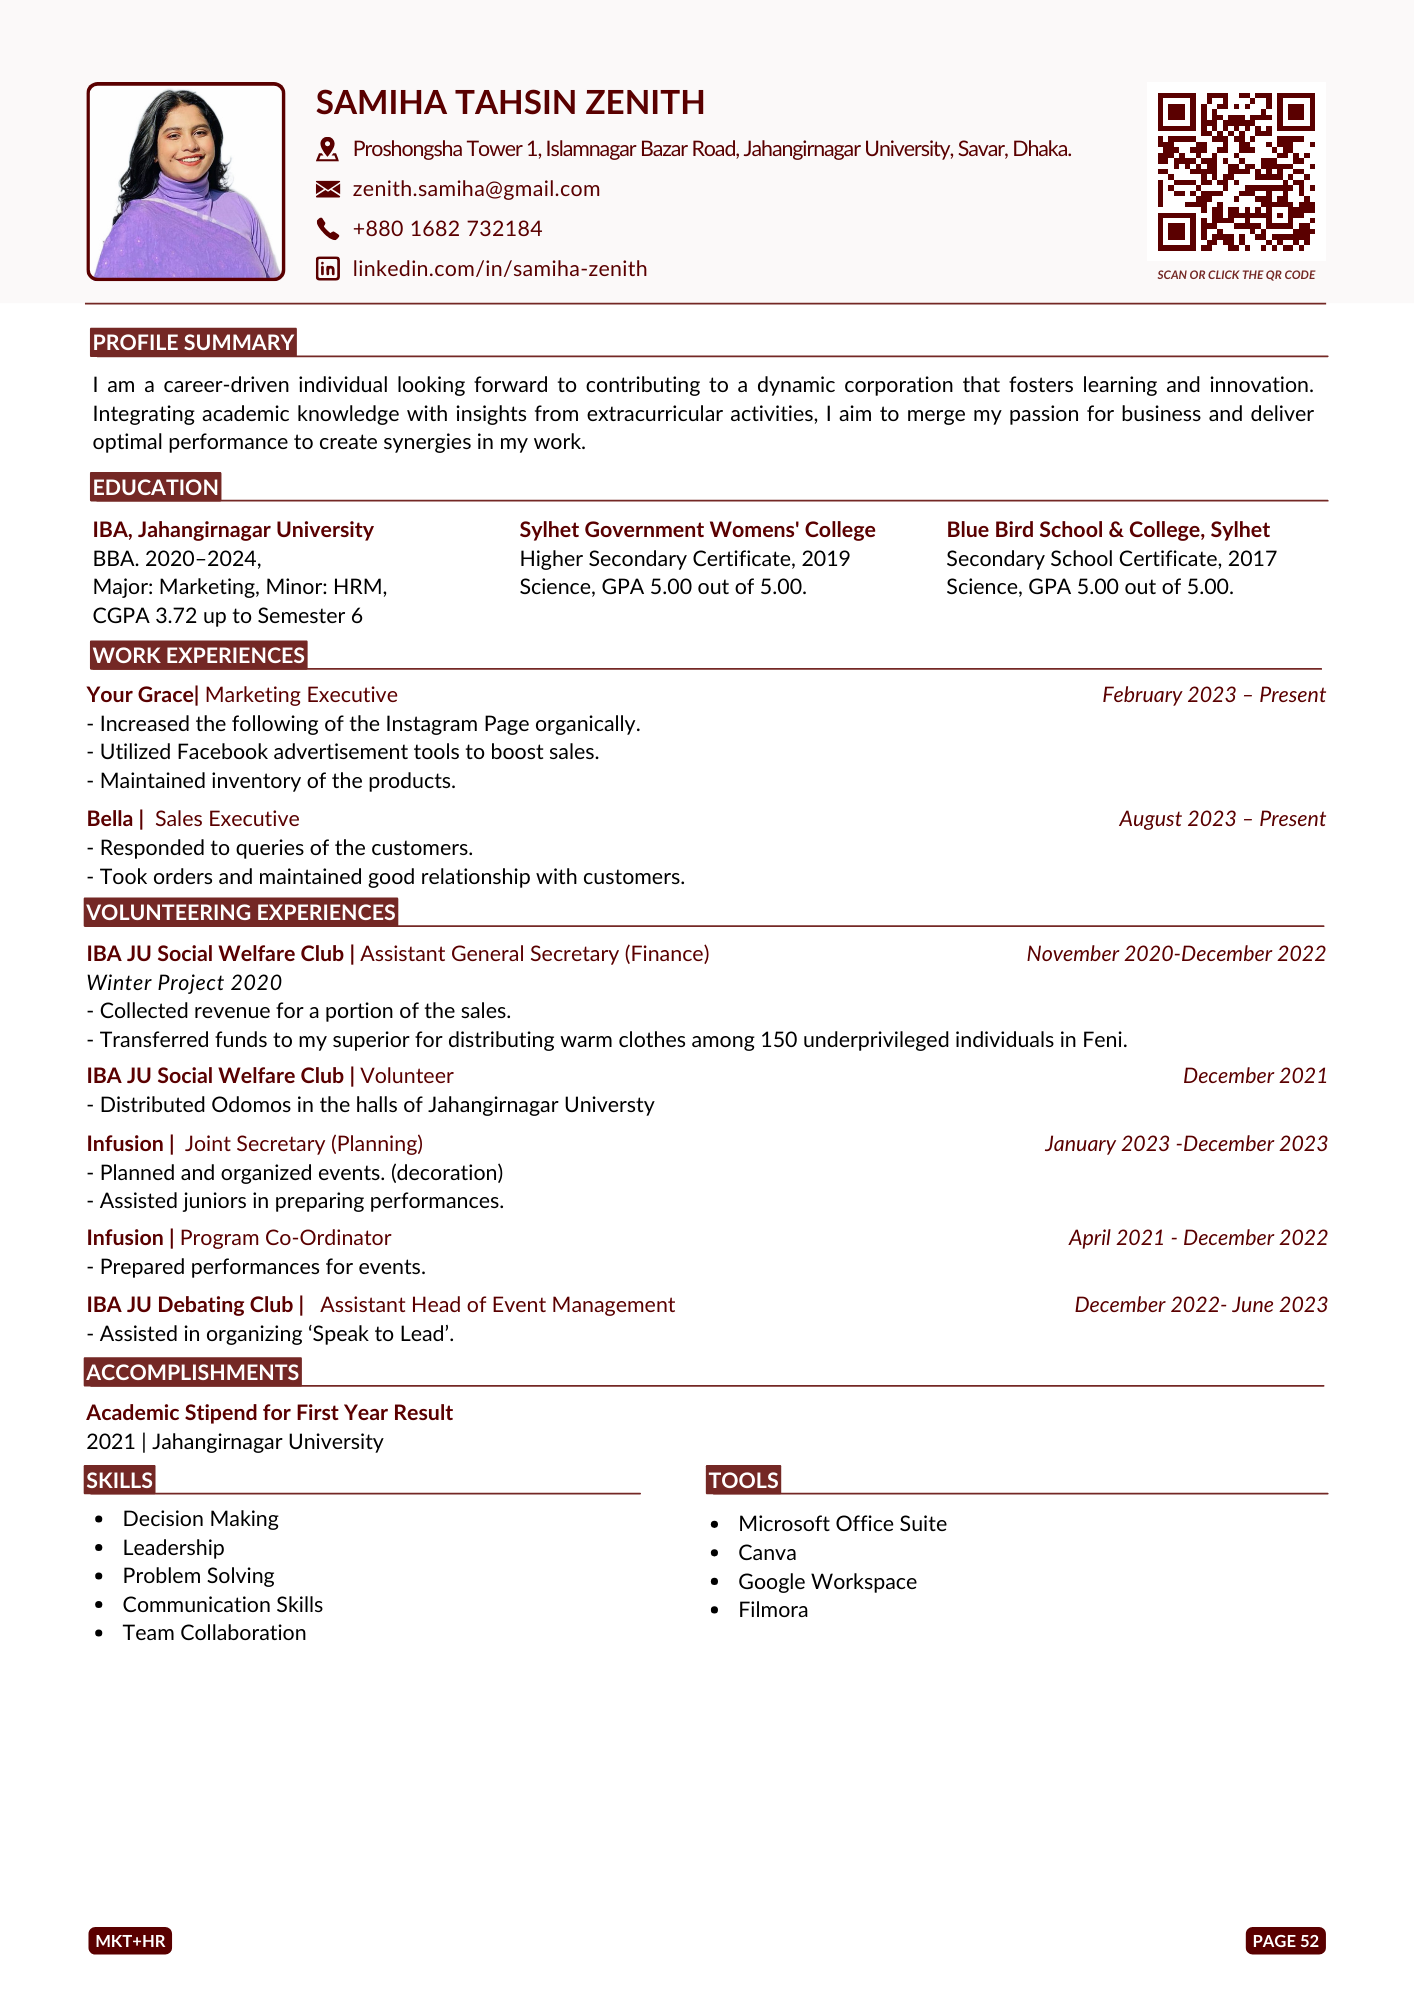 SAMIHA TAHSIN ZENITH
Proshongsha Tower 1, Islamnagar Bazar Road, Jahangirnagar University, Savar, Dhaka.
zenith.samiha@gmail.com
+880 1682 732184
linkedin.com/in/samiha-zenith
SCAN OR CLICK THE QR CODE
PROFILE SUMMARY
I am a career-driven individual looking forward to contributing to a dynamic corporation that fosters learning and innovation.
Integrating academic knowledge with insights from extracurricular activities, I aim to merge my passion for business and deliver
optimal performance to create synergies in my work.
EDUCATION
IBA, Jahangirnagar University
BBA. 2020–2024,
Major: Marketing, Minor: HRM,
CGPA 3.72 up to Semester 6
Sylhet Government Womens' College
Higher Secondary Certificate, 2019
Science, GPA 5.00 out of 5.00.
Blue Bird School & College, Sylhet
Secondary School Certificate, 2017
Science, GPA 5.00 out of 5.00.
WORK EXPERIENCES
Your Grace| Marketing Executive February 2023 – Present
- Increased the following of the Instagram Page organically.
- Utilized Facebook advertisement tools to boost sales.
- Maintained inventory of the products.
Bella | Sales Executive August 2023 – Present
- Responded to queries of the customers.
- Took orders and maintained good relationship with customers.
VOLUNTEERING EXPERIENCES
IBA JU Social Welfare Club | Assistant General Secretary (Finance) November 2020-December 2022
Winter Project 2020
- Collected revenue for a portion of the sales.
- Transferred funds to my superior for distributing warm clothes among 150 underprivileged individuals in Feni.
IBA JU Social Welfare Club | Volunteer December 2021
- Distributed Odomos in the halls of Jahangirnagar Universty
Infusion | Joint Secretary (Planning) January 2023 -December 2023
- Planned and organized events. (decoration)
- Assisted juniors in preparing performances.
Infusion | Program Co-Ordinator April 2021 - December 2022
- Prepared performances for events.
IBA JU Debating Club | Assistant Head of Event Management December 2022- June 2023
- Assisted in organizing ‘Speak to Lead’.
ACCOMPLISHMENTS
Academic Stipend for First Year Result
2021 | Jahangirnagar University
SKILLS
• Decision Making
• Leadership
• Problem Solving
• Communication Skills
• Team Collaboration
TOOLS
• Microsoft Office Suite
• Canva
• Google Workspace
• Filmora
MKT+HR
PAGE 52